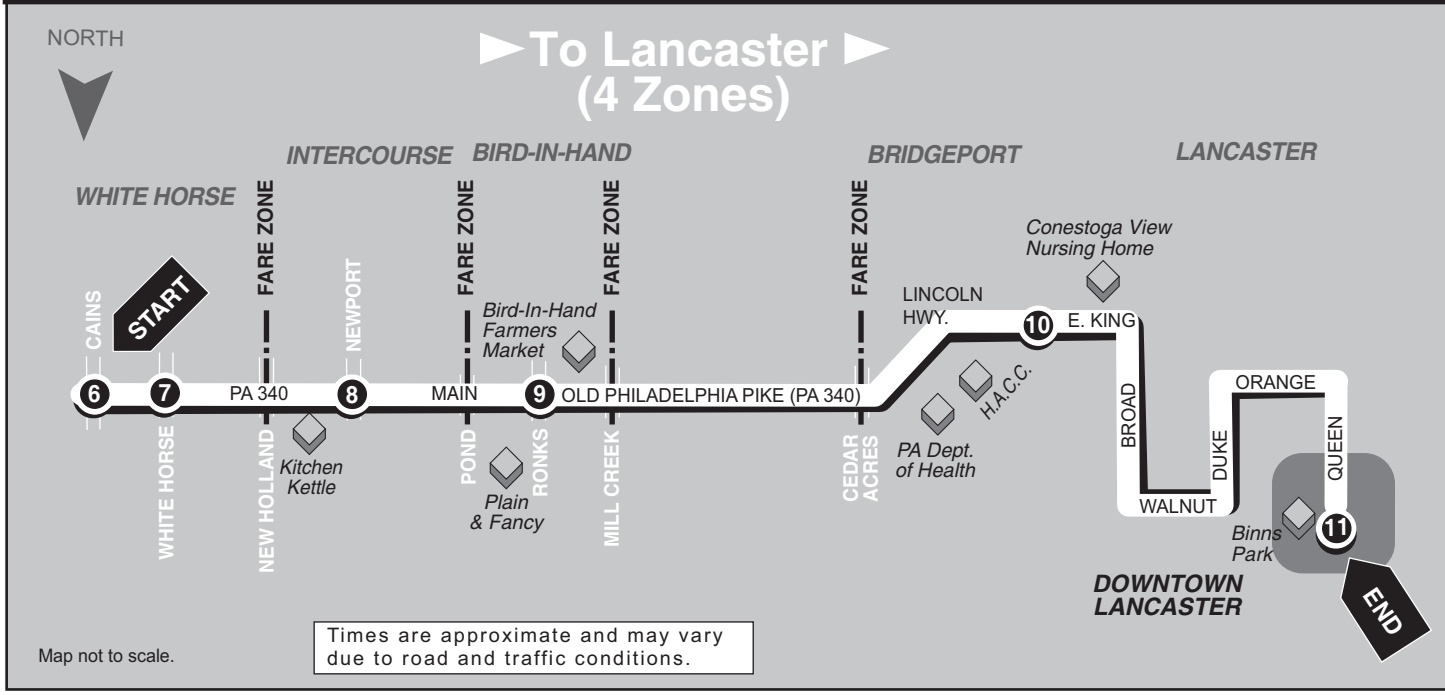 NORTH
To Lancaster
(4 Zones)
WHITE HORSE
INTERCOURSE
BIRD-IN-HAND
BRIDGEPORT
LANCASTER
FARE ZONE
FARE ZONE
FARE ZONE
FARE ZONE
START
CAINS
NEWPORT
Bird-In-Hand
Farmers
Market
LINCOLN
HWY.
Conestoga View
Nursing Home
6
7
PA 340
8
MAIN
9
OLD PHILADELPHIA PIKE (PA 340)
10
E. KING
WHITE HORSE
NEW HOLLAND
Kitchen
Kettle
POND
Plain
& Fancy
RONKS
MILL CREEK
CEDAR
ACRES
PA Dept.
of Health
H.A.C.C.
BROAD
WALNUT
DUKE
ORANGE
QUEEN
Binns
Park
11
DOWNTOWN
LANCASTER
END
Map not to scale.
Times are approximate and may vary
due to road and traffic conditions.